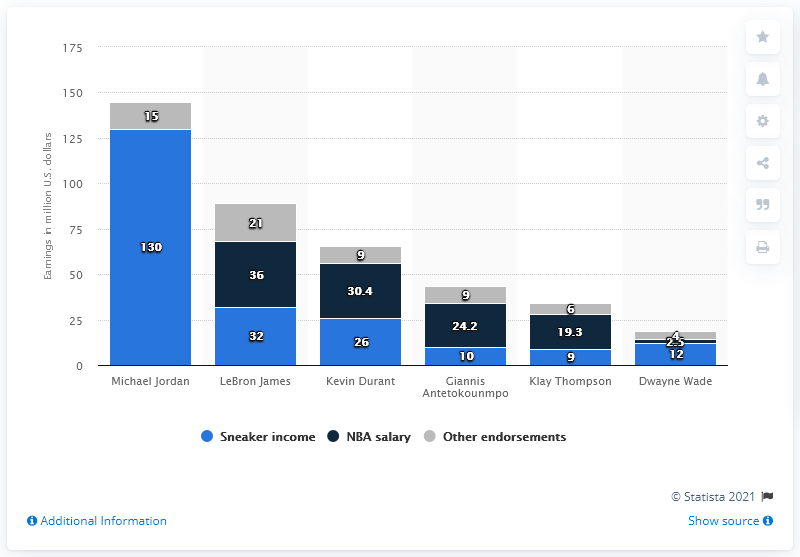 175
150
125
100
75
50
25
0
Earnings in million U.S. dollars
15
130
21
36
32
9
30.4
26
9
24.2
10
6
19.3
9
4
2.5
12
Michael Jordan
LeBron James
Kevin Durant
Giannis
Antetokounmpo
Klay Thompson
Dwayne Wade
Sneaker income
NBA salary
Other endorsements
© Statista 2021
Additional Information
Show source